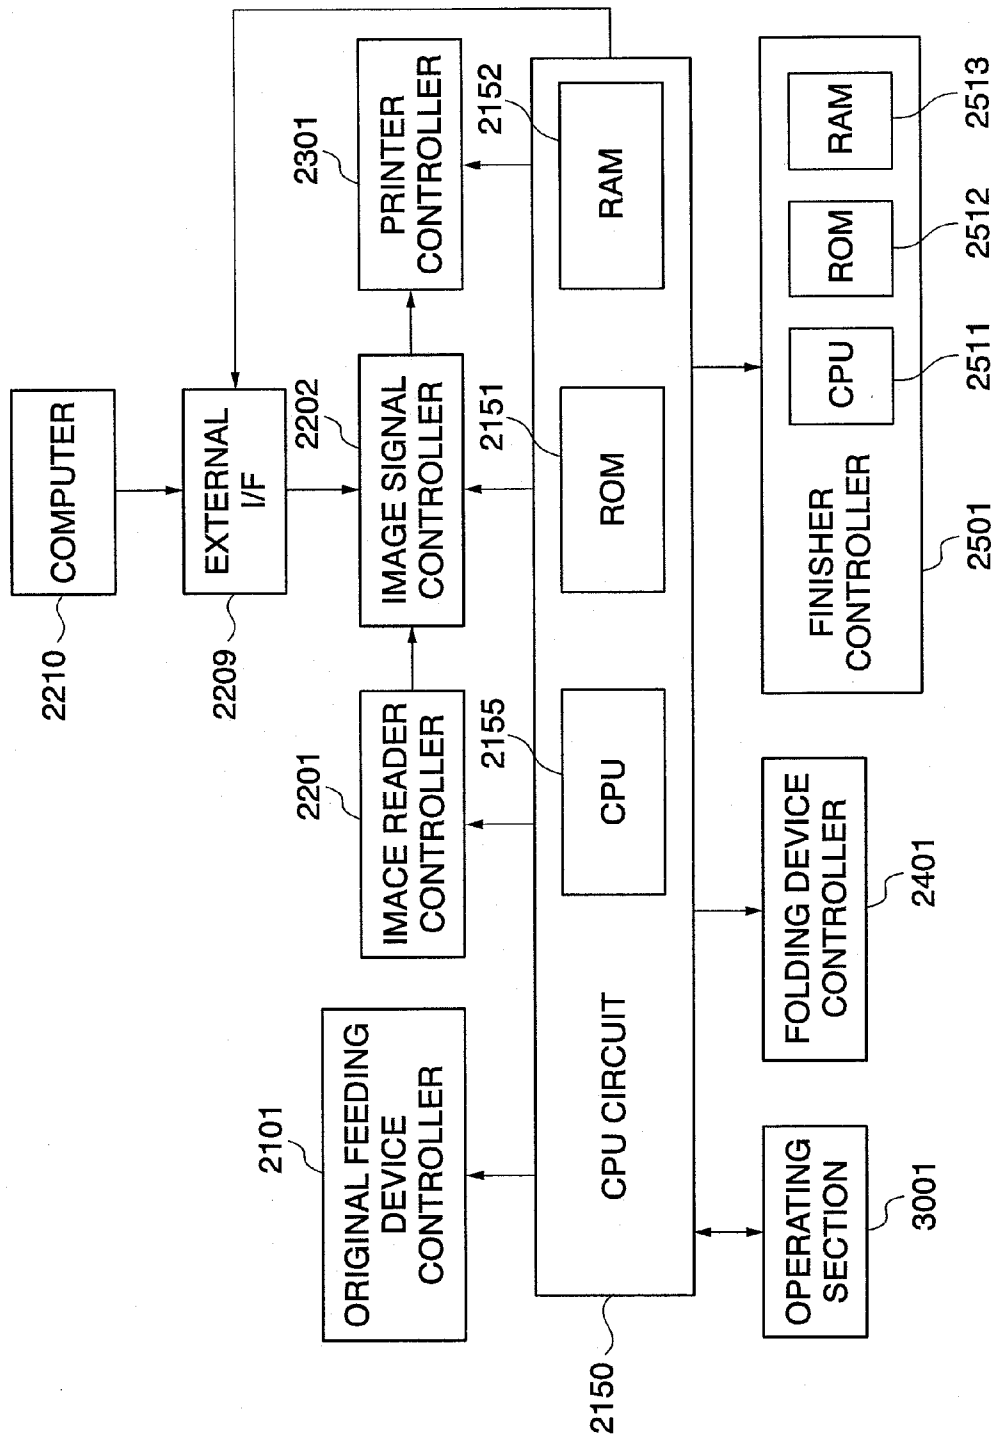 2210
COMPUTER
2209
EXTERNAL
I/F
2101
ORIGINAL FEEDING
DEVICE
CONTROLLER
2201
IMACE READER
CONTROLLER
2202
IMAGE SIGNAL
CONTROLLER
2301
PRINTER
CONTROLLER
2150
CPU CIRCUIT
2155
CPU
2151
ROM
2152
RAM
OPERATING
SECTION
3001
FOLDING DEVICE
CONTROLLER
2401
FINISHER
CONTROLLER
2501
CPU
2511
ROM
2512
RAM
2513